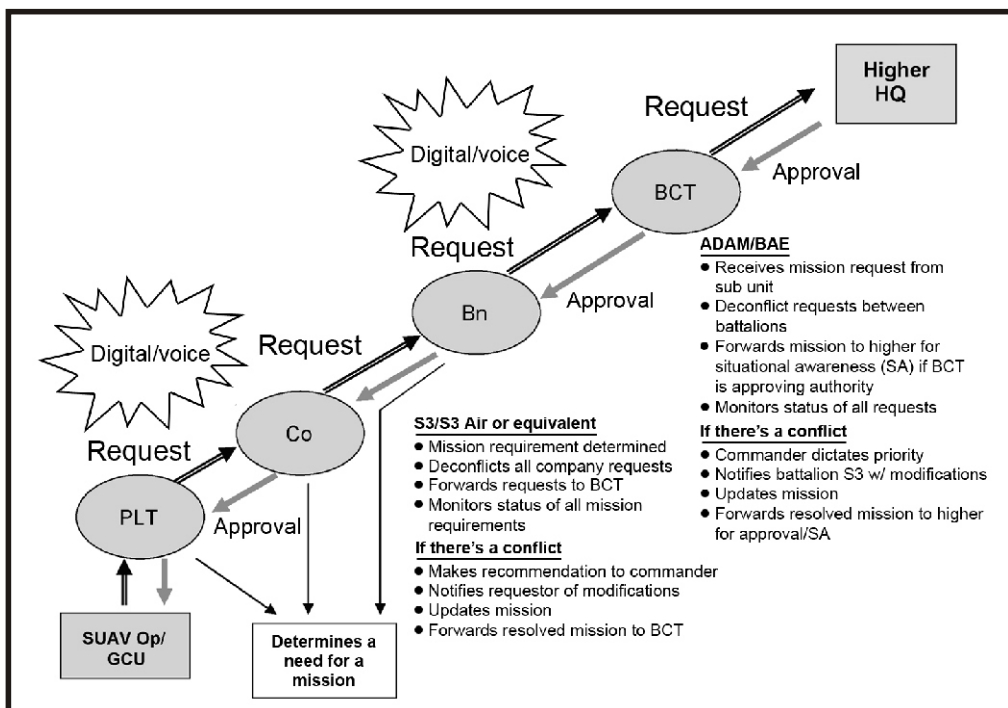 Higher
HQ
Request
Approval
Digital/voice
BCT
Request
Approval
Bn
ADAM/BAE
● Receives mission request from
sub unit
● Deconflict requests between
battalions
● Forwards mission to higher for
situational awareness (SA) if BCT
is approving authority
● Monitors status of all requests
If there's a conflict
● Commander dictates priority
● Notifies battalion S3 w/ modifications
● Updates mission
● Forwards resolved mission to higher
for approval/SA
Digital/voice
Request
Co
S3/S3 Air or equivalent
● Mission requirement determined
● Deconflicts all company requests
● Forwards requests to BCT
● Monitors status of all mission
requirements
If there's a conflict
● Makes recommendation to commander
● Notifies requestor of modifications
● Updates mission
● Forwards resolved mission to BCT
Request
PLT
Approval
SUAV Op/
GCU
Determines a
need for a
mission